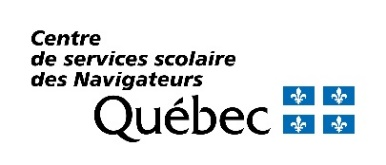 Centre
de services scolaire
des Navigateurs
Québec